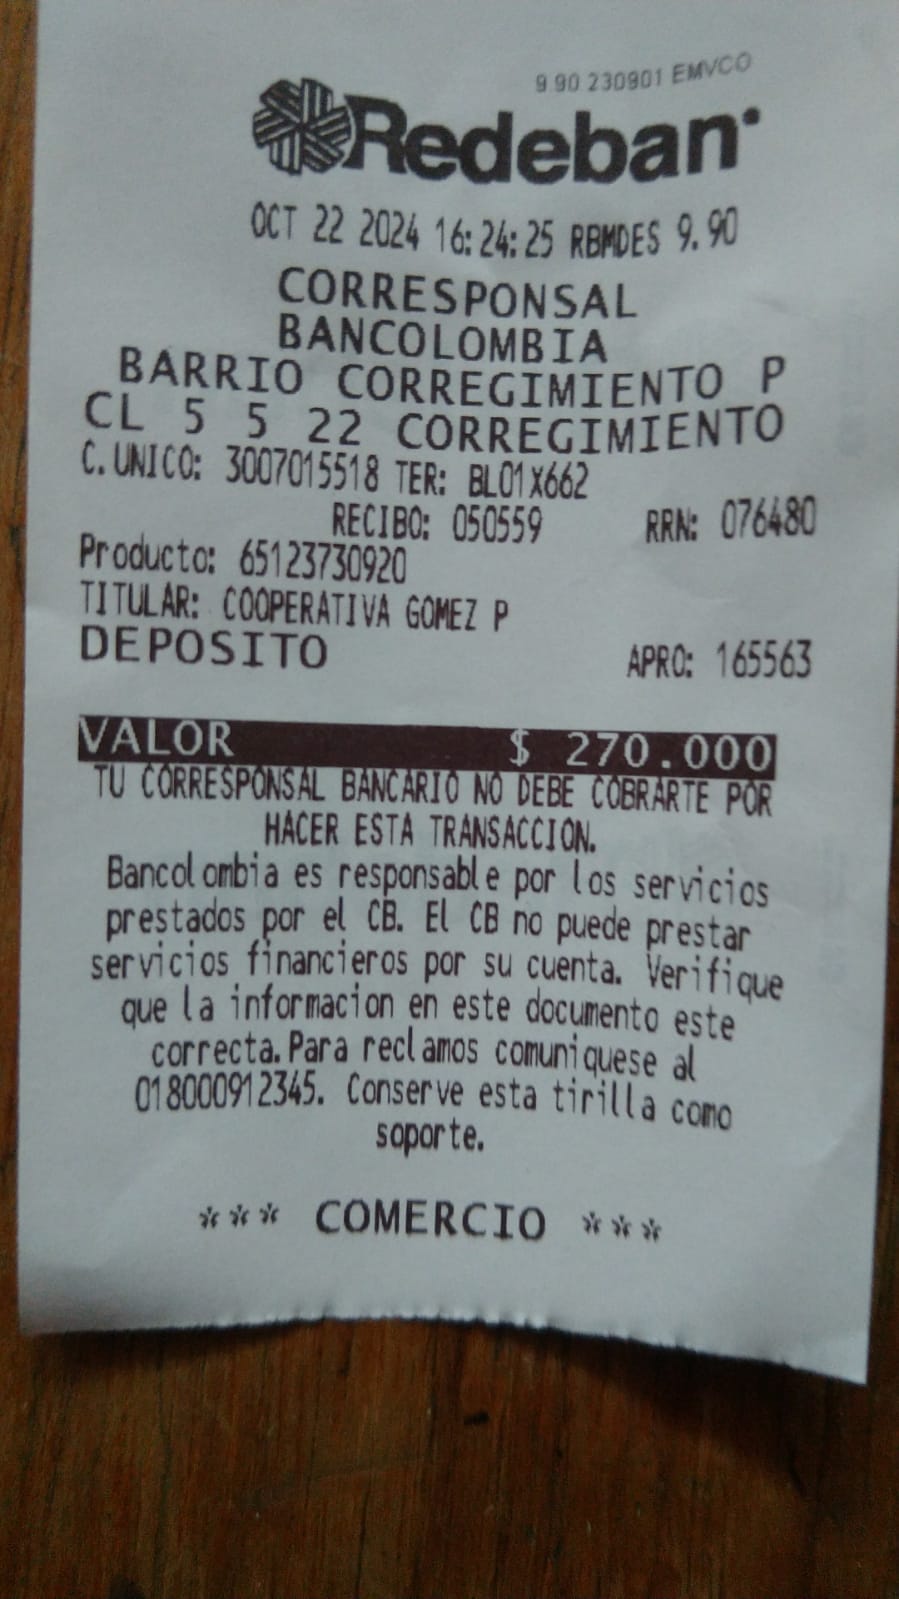 9.90 230901 EMVCO
Redeban
OCT 22 2024 16:24:25 RBMDES 9.90
CORRESPONSAL
BANCOLOMBIA
BARRIO CORREGIMIENTO P
CL 5 5 22 CORREGIMIENTO
C. UNICO: 3007015518 TER: BL01X662
RECIBO: 050559 RRN: 076480
Producto: 65123730920
TITULAR: COOPERATIVA GOMEZ P
DEPOSITO APRO: 165563
VALOR $ 270.000
TU CORRESPONSAL BANCARIO NO DEBE COBRARTE POR
HACER ESTA TRANSACCION.
Bancolombia es responsable por los servicios
prestados por el CB. El CB no puede prestar
servicios financieros por su cuenta. Verifique
que la informacion en este documento este
correcta. Para reclamos comuniquese al
018000912345. Conserve esta tirilla como
soporte.
*** COMERCIO ***